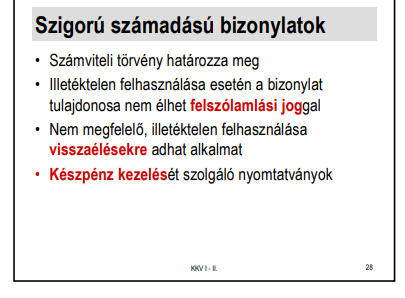 Szigorú számadású bizonylatok
• Számviteli törvény határozza meg
• Illetéktelen felhasználása esetén a bizonylat
tulajdonosa nem élhet felszólamlási joggal
• Nem megfelelő, illetéktelen felhasználása
visszaélésekre adhat alkalmat
• Készpénz kezelését szolgáló nyomtatványok
KKV I - II.
28